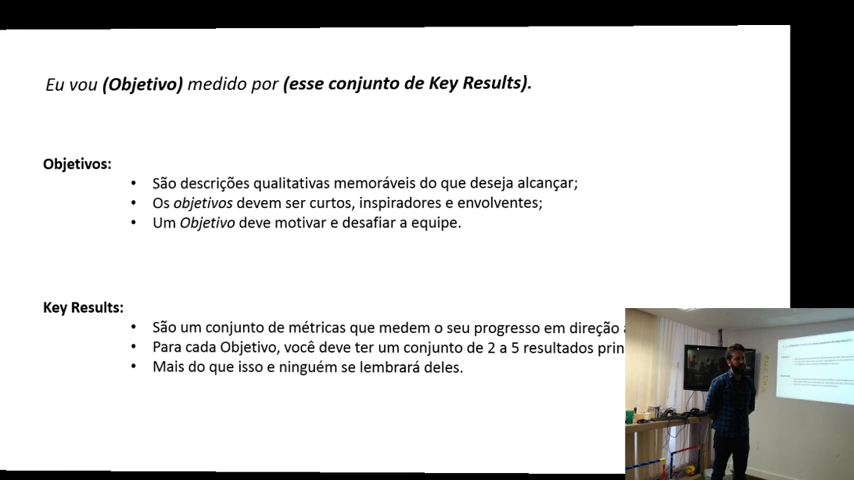 Eu vou (Objetivo) medido por (esse conjunto de Key Results).
Objetivos:
• São descrições qualitativas memoráveis do que deseja alcançar;
• Os objetivos devem ser curtos, inspiradores e envolventes;
• Um Objetivo deve motivar e desafiar a equipe.
Key Results:
• São um conjunto de métricas que medem o seu progresso em direção
• Para cada Objetivo, você deve ter um conjunto de 2 a 5 resultados
• Mais do que isso e ninguém se lembrará deles.